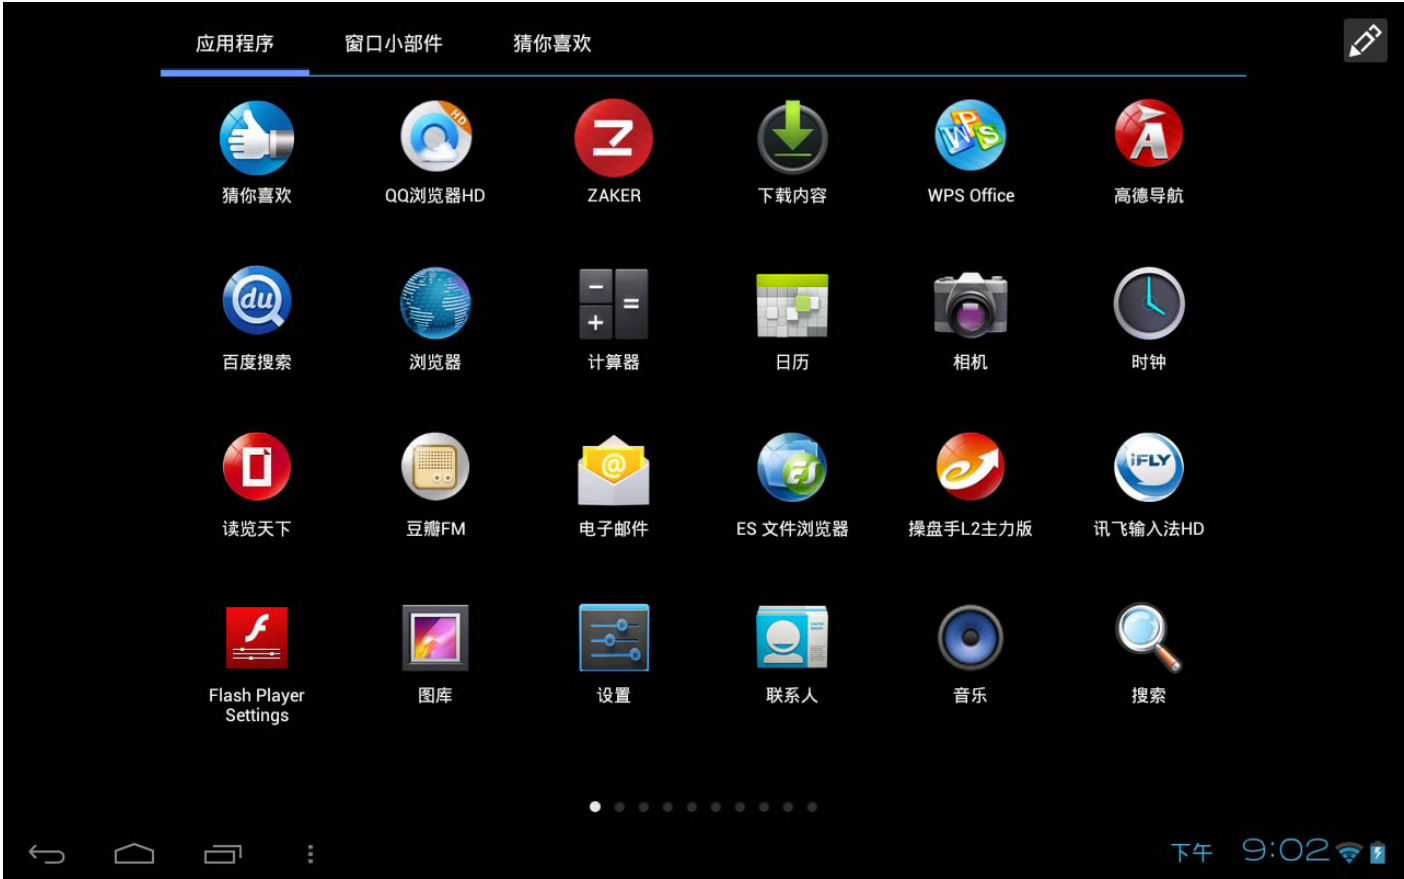 应用程序 窗口小部件 猜你喜欢
HD
Z
WPS
A
猜你喜欢 QQ浏览器HD ZAKER 下载内容 WPS Office 高德导航
du
- + =
百度搜索 浏览器 计算器 日历 相机 时钟
@
ES
iFLY
读览天下 豆瓣FM 电子邮件 ES 文件浏览器 操盘手L2主力版 讯飞输入法HD
f
Flash Player
Settings
图库 设置 联系人 音乐 搜索
下午 9:02